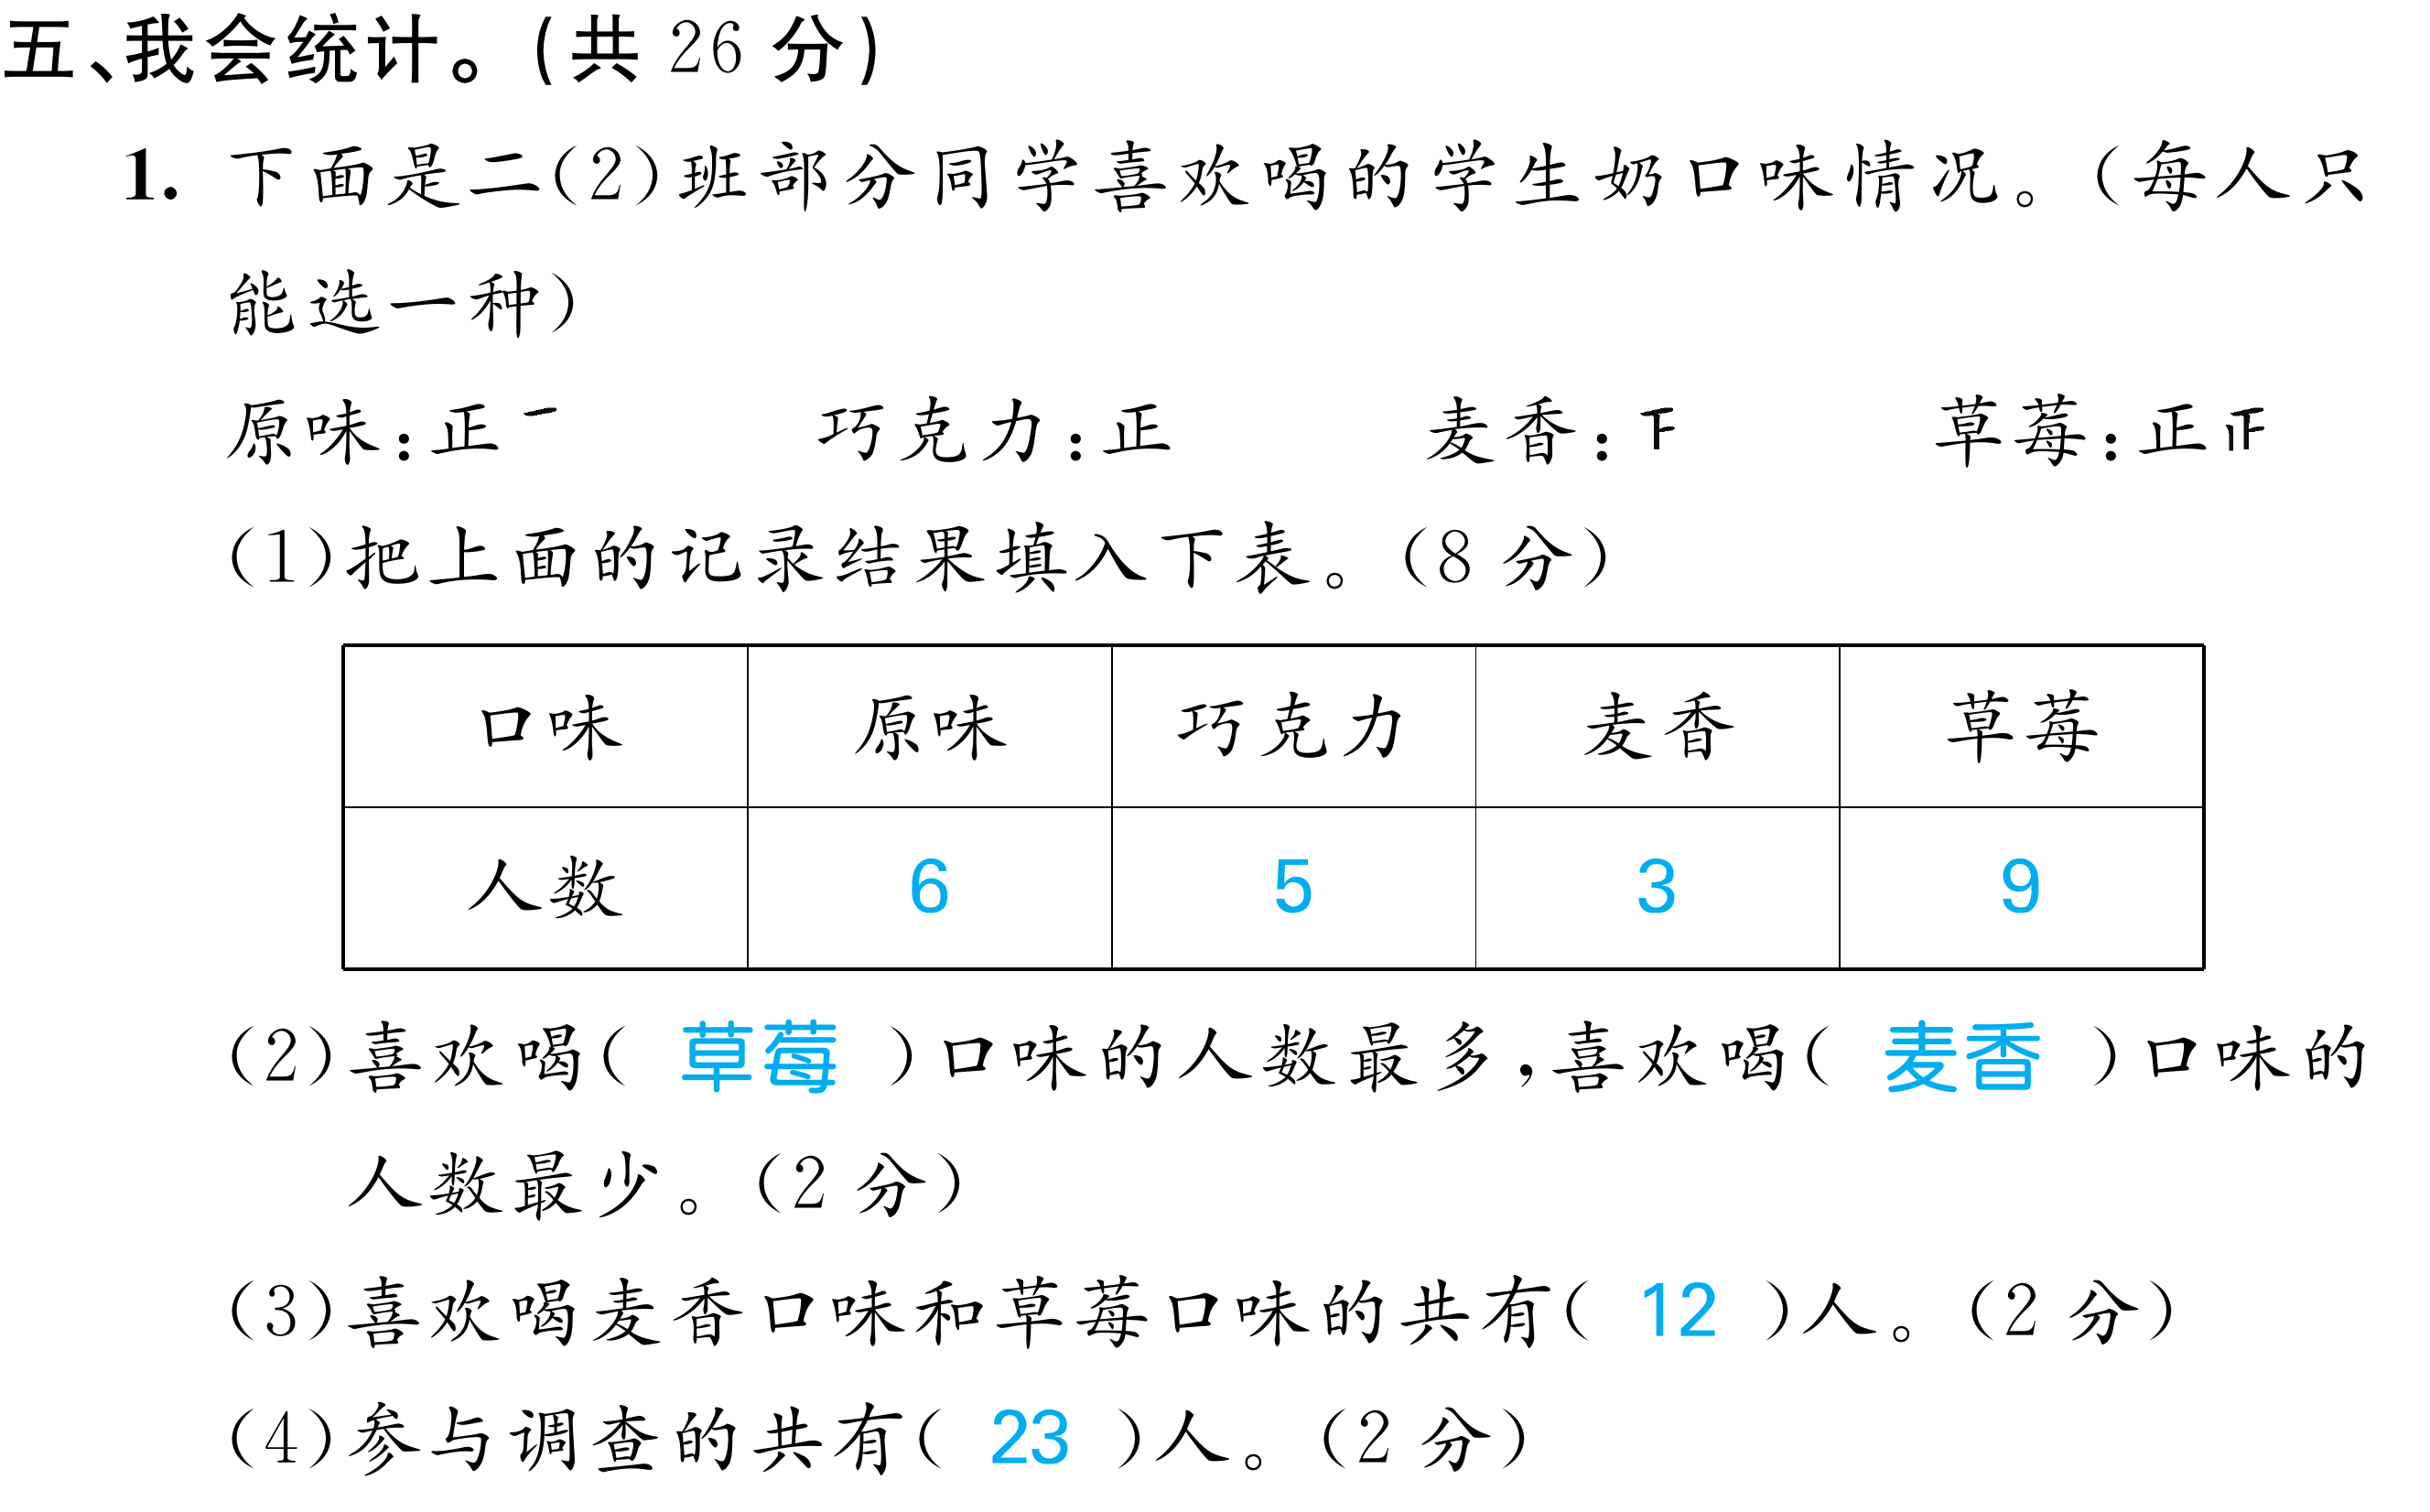 五、我会统计。(共 26 分)
1. 下面是二(2)班部分同学喜欢喝的学生奶口味情况。(每人只
能选一种)
原味:正一 巧克力:正 麦香:𝍴 草莓:正𝍵
(1)把上面的记录结果填入下表。(8 分)
口味 原味 巧克力 麦香 草莓
人数 6 5 3 9
(2)喜欢喝( 草莓 )口味的人数最多,喜欢喝( 麦香 )口味的
人数最少。(2 分)
(3)喜欢喝麦香口味和草莓口味的共有( 12 )人。(2 分)
(4)参与调查的共有( 23 )人。(2 分)